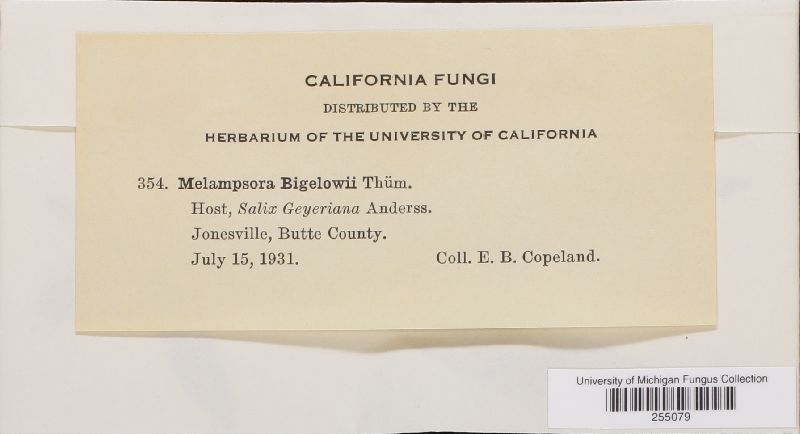 CALIFORNIA FUNGI
DISTRIBUTED BY THE
HERBARIUM OF THE UNIVERSITY OF CALIFORNIA
354. Melampsora Bigelowii Thüm.
Host, Salix Geyeriana Anderss.
Jonesville, Butte County.
July 15, 1931. Coll. E. B. Copeland.
University of Michigan Fungus Collection
255079